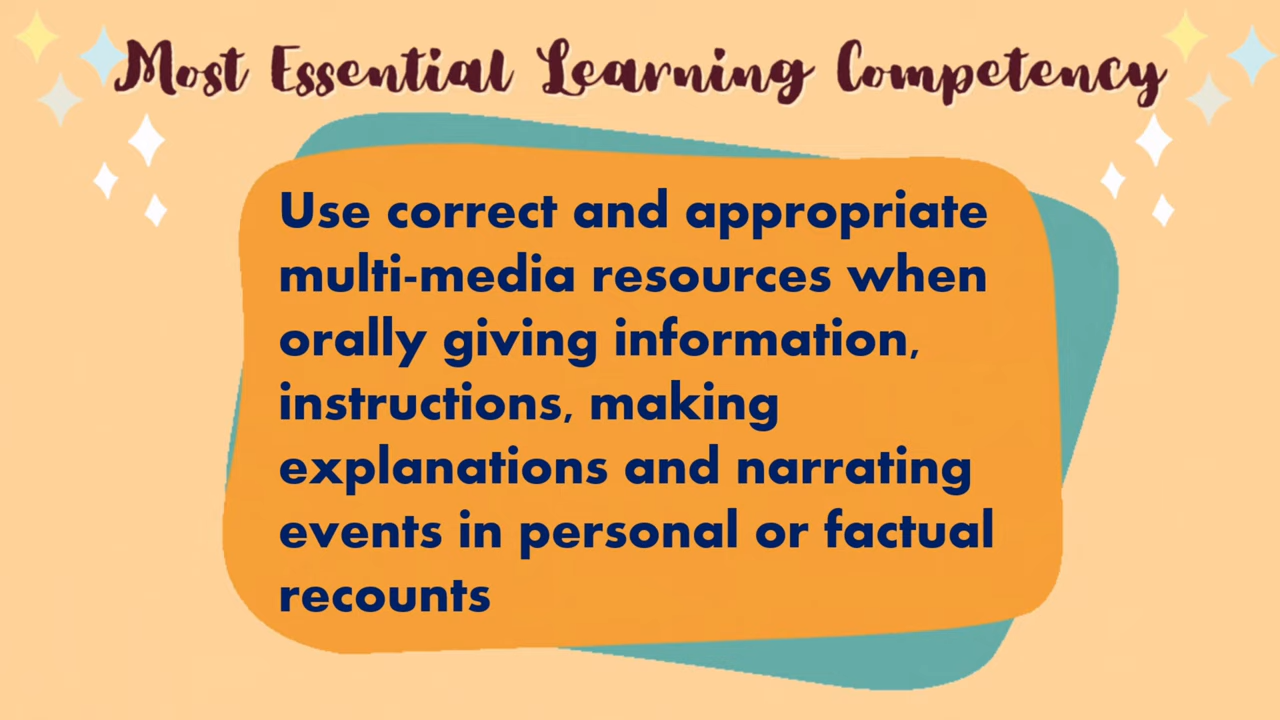 Most Essential Learning Competency
Use correct and appropriate
multi-media resources when
orally giving information,
instructions, making
explanations and narrating
events in personal or factual
recounts